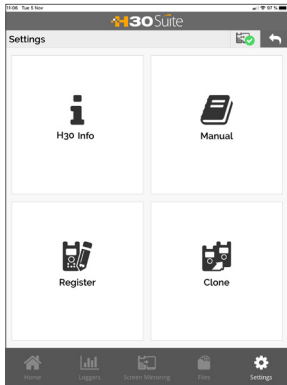 11:06 Tue 5 Nov 97 %
H30 Suite
Settings
H30 Info
Manual
Register
Clone
Home Loggers Screen Mirroring Files Settings